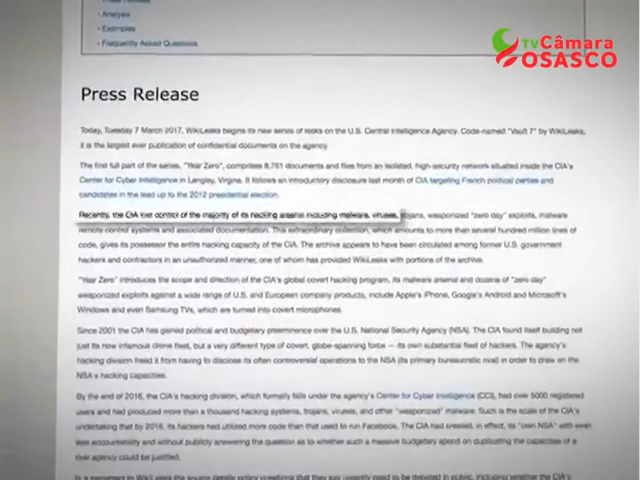 • Analysis
• Examples
• Frequently Asked Questions
TV Câmara
OSASCO
Press Release
Today, Tuesday 7 March 2017, WikiLeaks begins its new series of leaks on the U.S. Central Intelligence Agency. Code-named "Vault 7" by WikiLeaks,
it is the largest ever publication of confidential documents on the agency.
The first full part of the series, "Year Zero", comprises 8,761 documents and files from an isolated, high-security network situated inside the CIA's
Center for Cyber Intelligence in Langley, Virgina. It follows an introductory disclosure last month of CIA targeting French political parties and
candidates in the lead up to the 2012 presidential election.
Recently, the CIA lost control of the majority of its hacking arsenal including malware, viruses, trojans, weaponized "zero day" exploits, malware
remote control systems and associated documentation. This extraordinary collection, which amounts to more than several hundred million lines of
code, gives its possessor the entire hacking capacity of the CIA. The archive appears to have been circulated among former U.S. government
hackers and contractors in an unauthorized manner, one of whom has provided WikiLeaks with portions of the archive.
"Year Zero" introduces the scope and direction of the CIA's global covert hacking program, its malware arsenal and dozens of "zero day"
weaponized exploits against a wide range of U.S. and European company products, include Apple's iPhone, Google's Android and Microsoft's
Windows and even Samsung TVs, which are turned into covert microphones.
Since 2001 the CIA has gained political and budgetary preeminence over the U.S. National Security Agency (NSA). The CIA found itself building not
just its now infamous drone fleet, but a very different type of covert, globe-spanning force — its own substantial fleet of hackers. The agency's
hacking division freed it from having to disclose its often controversial operations to the NSA (its primary bureaucratic rival) in order to draw on the
NSA's hacking capacities.
By the end of 2016, the CIA's hacking division, which formally falls under the agency's Center for Cyber Intelligence (CCI), had over 5000 registered
users and had produced more than a thousand hacking systems, trojans, viruses, and other "weaponized" malware. Such is the scale of the CIA's
undertaking that by 2016, its hackers had utilized more code than that used to run Facebook. The CIA had created, in effect, its "own NSA" with even
less accountability and without publicly answering the question as to whether such a massive budgetary spend on duplicating the capacities of a
rival agency could be justified.